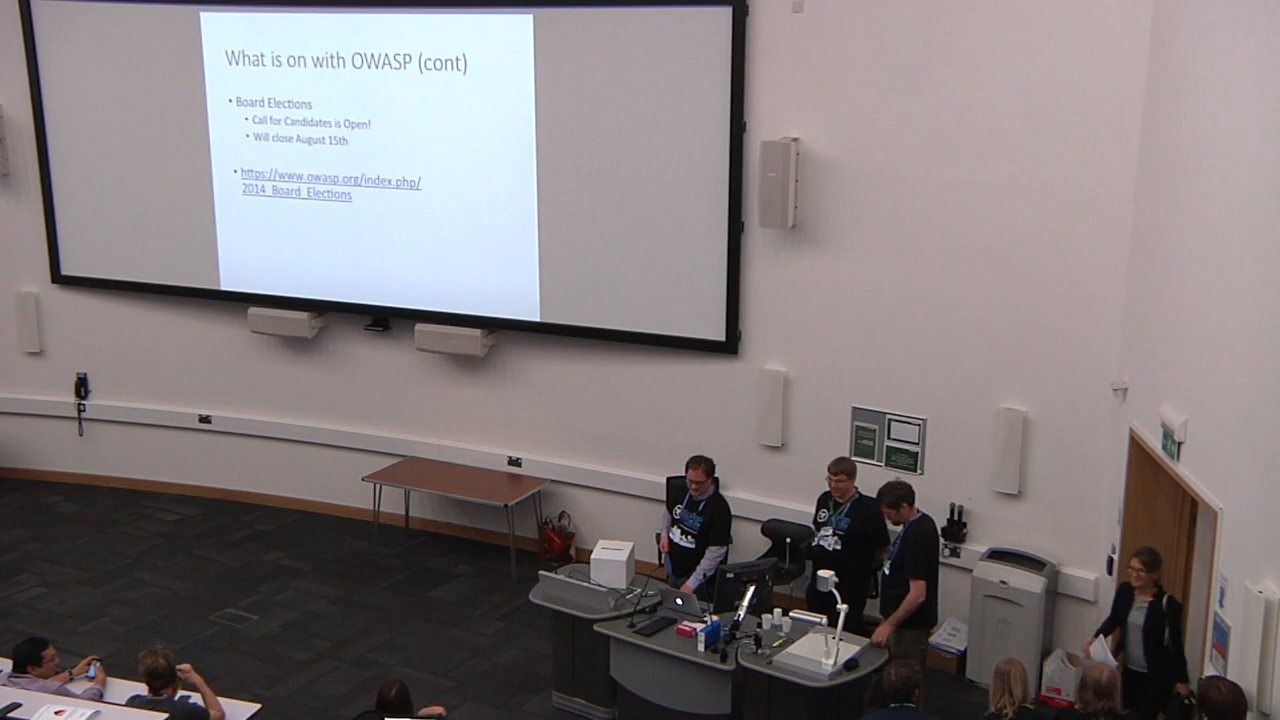 What is on with OWASP (cont)
• Board Elections
• Call for Candidates is Open!
• Will close August 15th
• https://www.owasp.org/index.php/
2014_Board_Elections